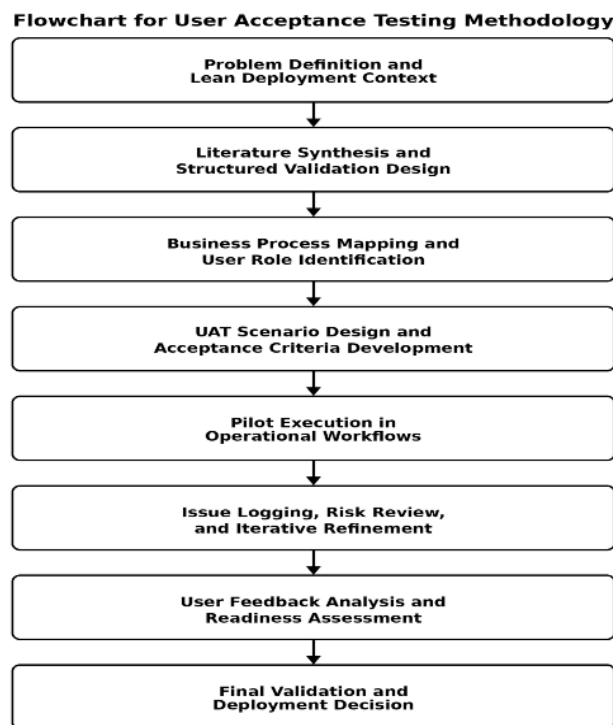 Flowchart for User Acceptance Testing Methodology
Problem Definition and
Lean Deployment Context
Literature Synthesis and
Structured Validation Design
Business Process Mapping and
User Role Identification
UAT Scenario Design and
Acceptance Criteria Development
Pilot Execution in
Operational Workflows
Issue Logging, Risk Review,
and Iterative Refinement
User Feedback Analysis and
Readiness Assessment
Final Validation and
Deployment Decision